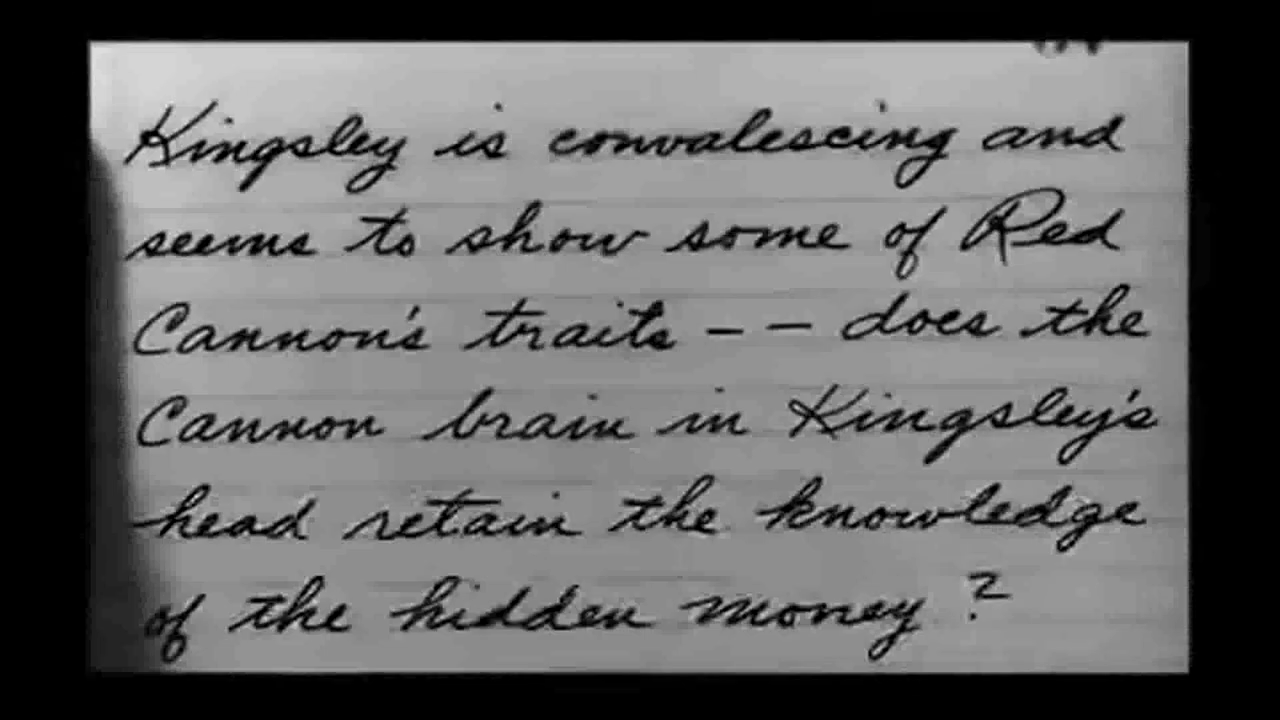 Kingsley is convalescing and
seems to show some of Red
Cannon's traits -- does the
Cannon brain in Kingsley's
head retain the knowledge
of the hidden money?